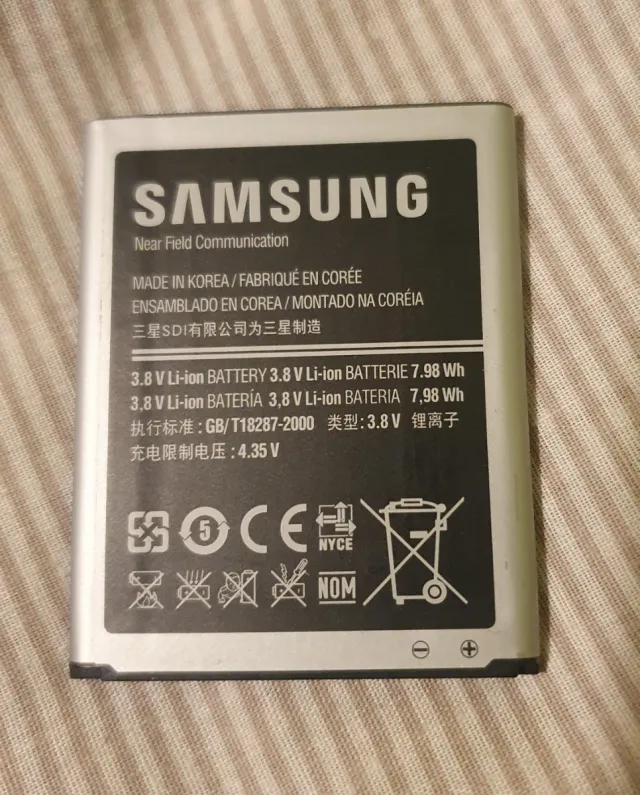 SAMSUNG
Near Field Communication
MADE IN KOREA / FABRIQUÉ EN CORÉE
ENSAMBLADO EN COREA / MONTADO NA CORÉIA
三星SDI有限公司为三星制造
3.8 V Li-ion BATTERY 3.8 V Li-ion BATTERIE 7.98 Wh
3,8 V Li-ion BATERÍA 3,8 V Li-ion BATERIA 7,98 Wh
执行标准 : GB/T18287-2000 类型 : 3.8 V 锂离子
充电限制电压 : 4.35 V
5 CE NYCE
NOM